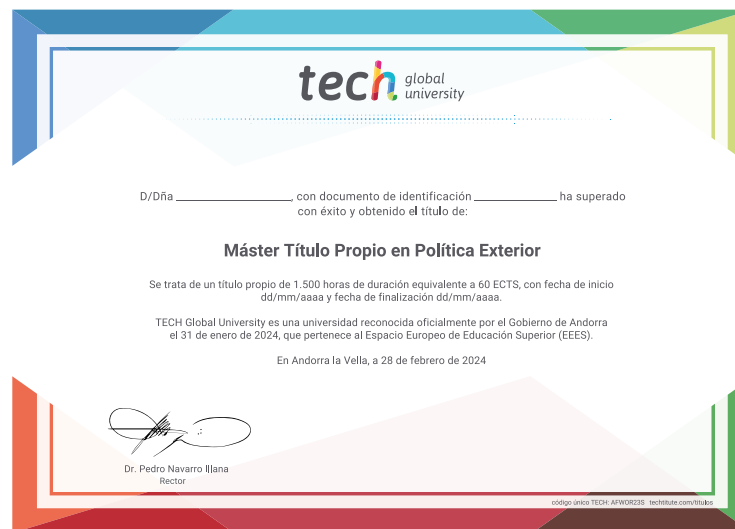 tech global university
D/Dña ____________, con documento de identificación ____________ ha superado
con éxito y obtenido el título de:
Máster Título Propio en Política Exterior
Se trata de un título propio de 1.500 horas de duración equivalente a 60 ECTS, con fecha de inicio
dd/mm/aaaa y fecha de finalización dd/mm/aaaa.
TECH Global University es una universidad reconocida oficialmente por el Gobierno de Andorra
el 31 de enero de 2024, que pertenece al Espacio Europeo de Educación Superior (EEES).
En Andorra la Vella, a 28 de febrero de 2024
Dr. Pedro Navarro Illana
Rector
código único TECH: AFWOR23S techtitute.com/titulos